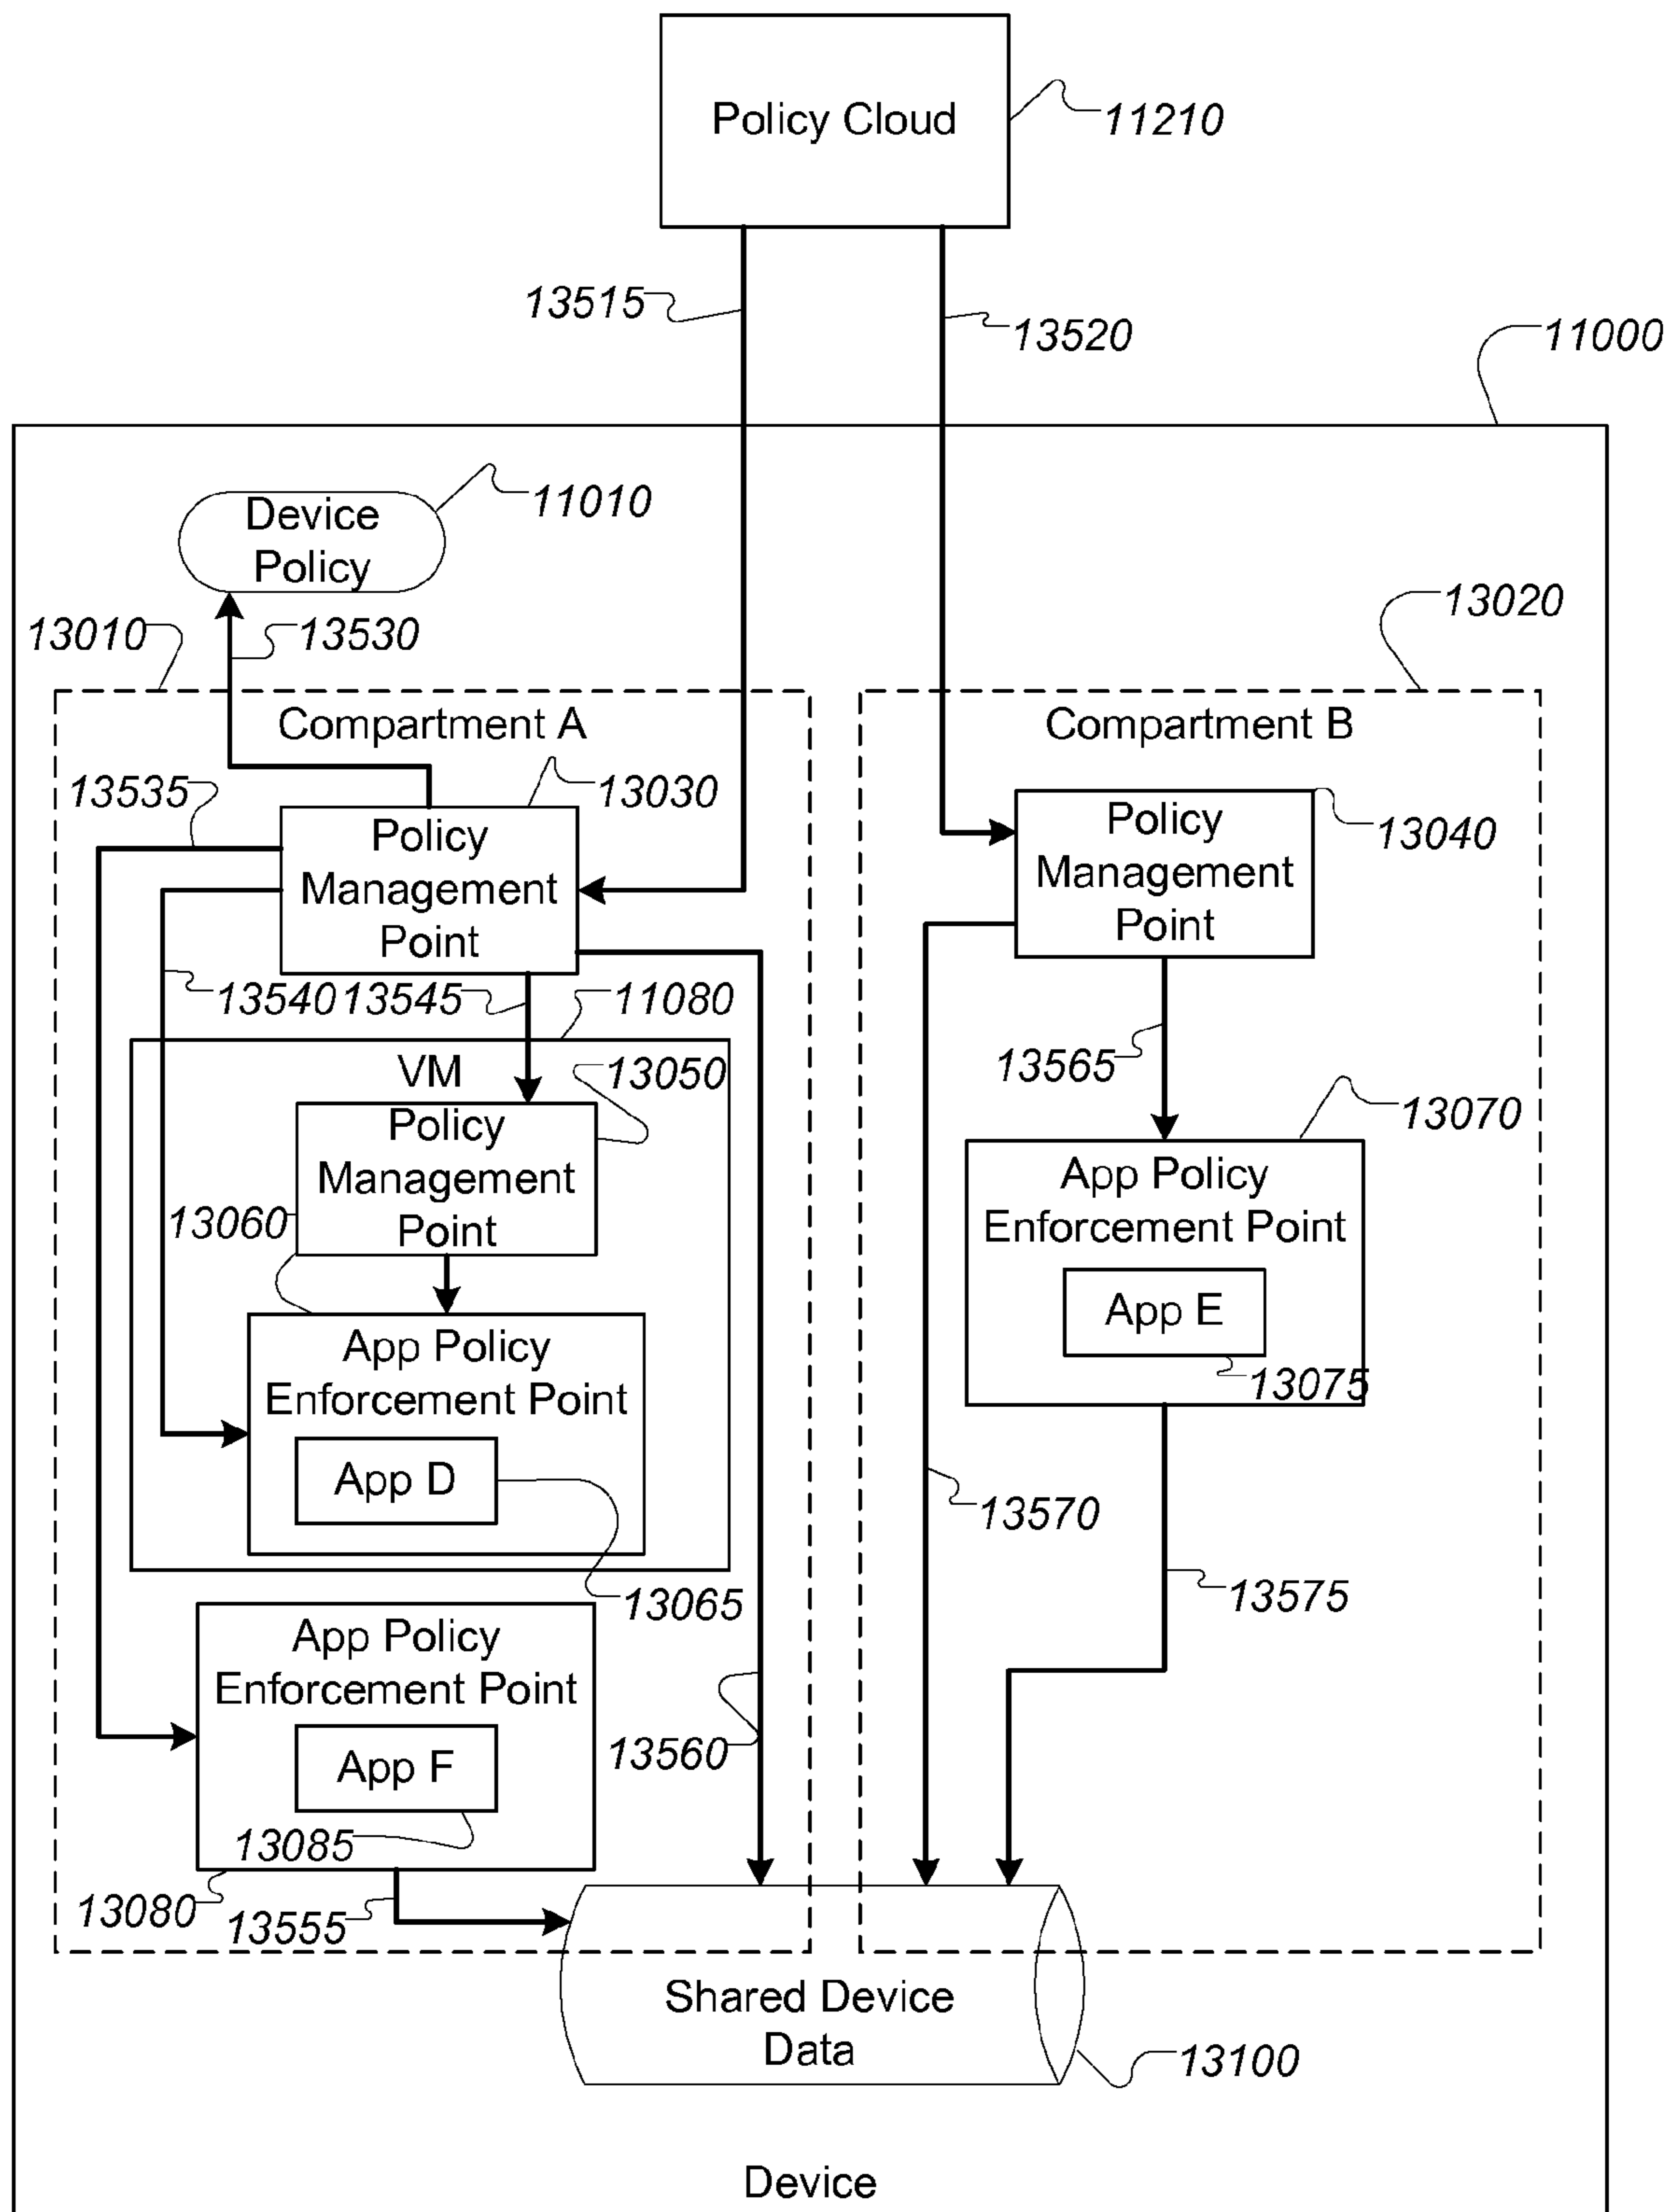 Policy Cloud
11210
13515
13520
11000
Device
Policy
11010
13010
13530
13020
Compartment A
Compartment B
13535
13030
Policy
Management
Point
13040
Policy
Management
Point
13540
13545
11080
VM
13050
13565
Policy
Management
Point
13060
13070
App Policy
Enforcement Point
App E
13075
App Policy
Enforcement Point
App D
13570
13065
13575
App Policy
Enforcement Point
App F
13560
13085
13080
13555
Shared Device
Data
13100
Device